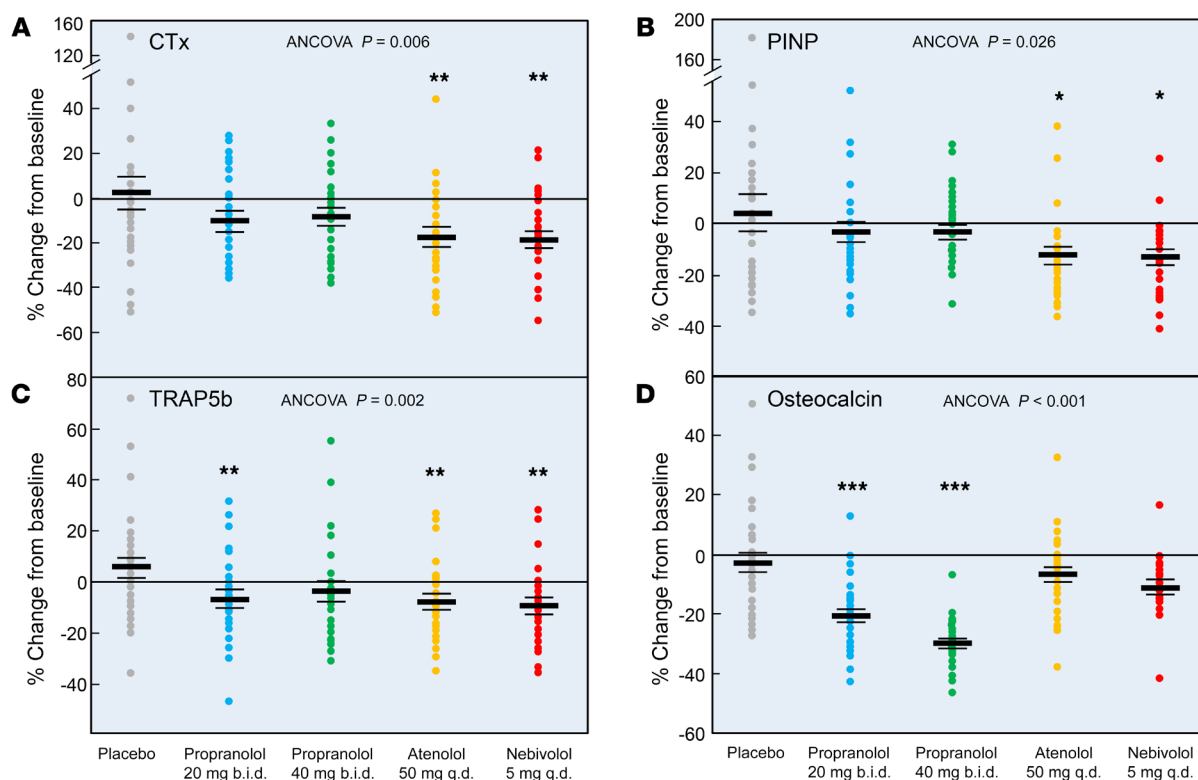 A
CTx
ANCOVA P = 0.006
160
120
40
20
0
-20
-40
-60
% Change from baseline
**
**
B
PINP
ANCOVA P = 0.026
200
160
40
20
0
-20
-40
% Change from baseline
*
*
C
TRAP5b
ANCOVA P = 0.002
80
60
40
20
0
-20
-40
% Change from baseline
**
**
**
Placebo
Propranolol
20 mg b.i.d.
Propranolol
40 mg b.i.d.
Atenolol
50 mg q.d.
Nebivolol
5 mg q.d.
D
Osteocalcin
ANCOVA P < 0.001
60
40
20
0
-20
-40
-60
% Change from baseline
***
***
Placebo
Propranolol
20 mg b.i.d.
Propranolol
40 mg b.i.d.
Atenolol
50 mg q.d.
Nebivolol
5 mg q.d.